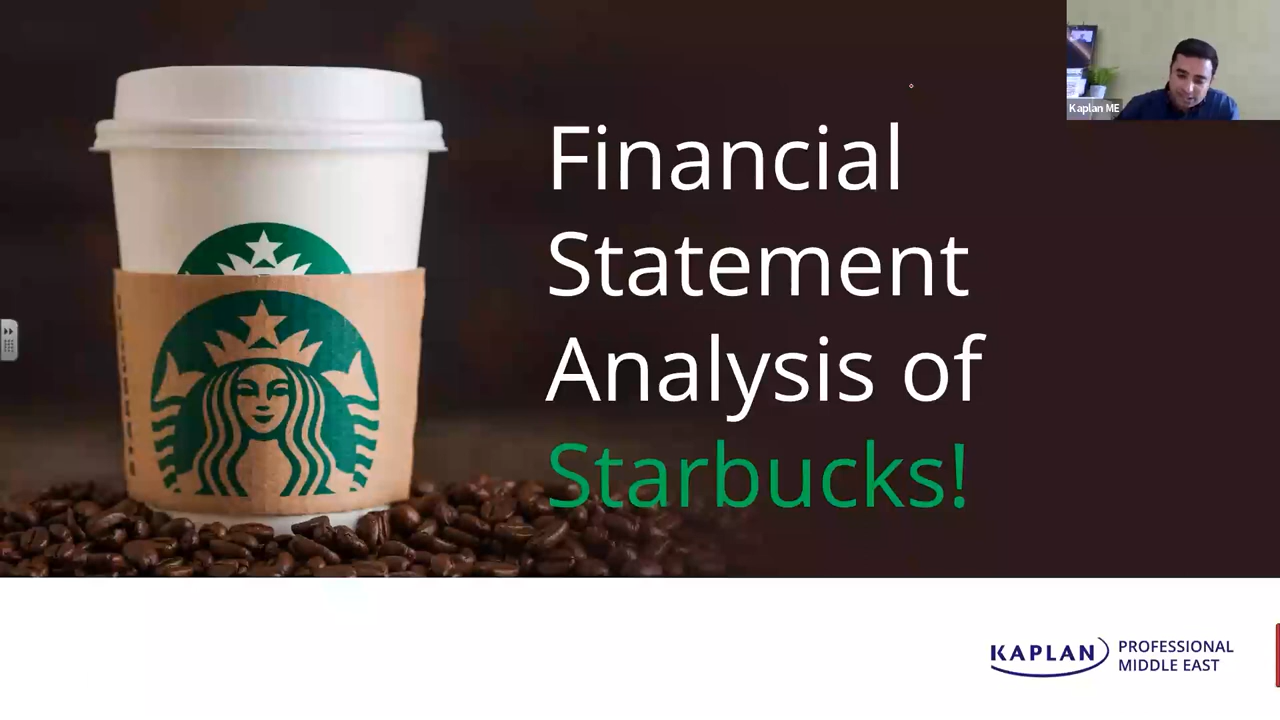 Kaplan ME
Financial
Statement
Analysis of
Starbucks!
KAPLAN
PROFESSIONAL
MIDDLE EAST